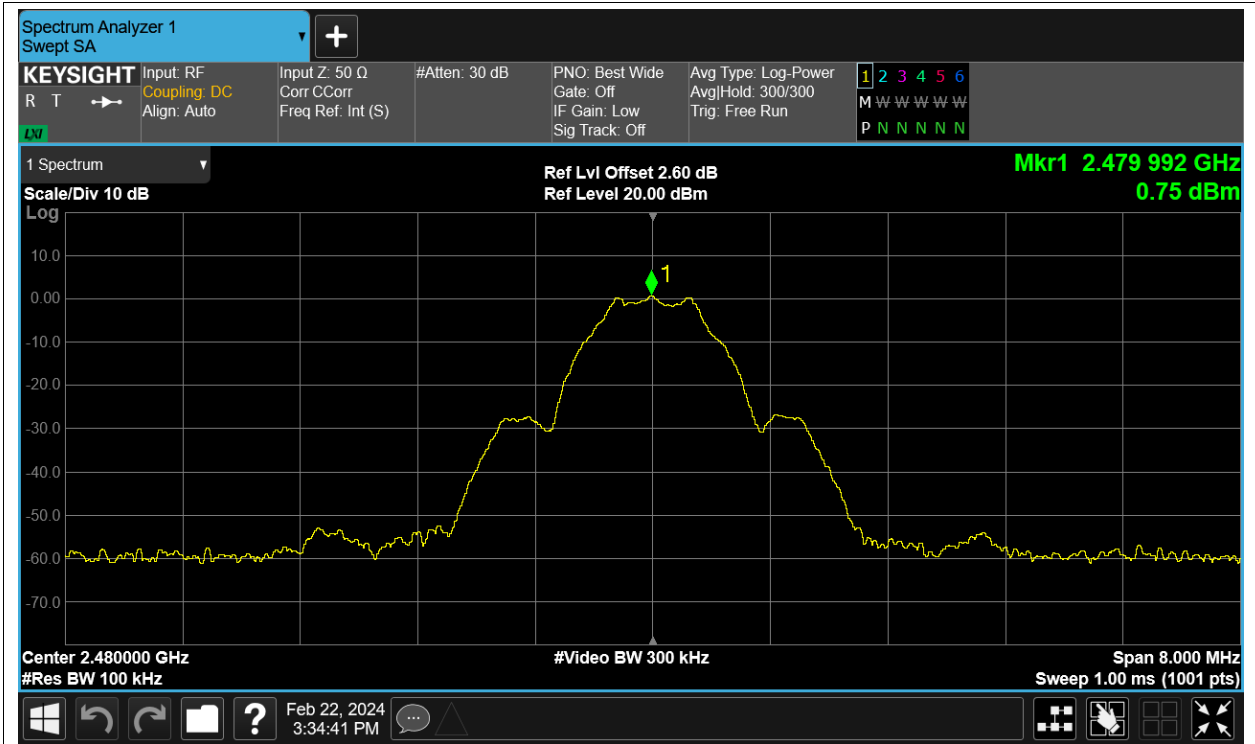 Spectrum Analyzer 1
Swept SA
KEYSIGHT
R T
LXI
Input: RF
Coupling: DC
Align: Auto
Input Z: 50 Ω
Corr CCorr
Freq Ref: Int (S)
#Atten: 30 dB
PNO: Best Wide
Gate: Off
IF Gain: Low
Sig Track: Off
Avg Type: Log-Power
Avg|Hold: 300/300
Trig: Free Run
1 2 3 4 5 6
M W W W W W
P N N N N N
1 Spectrum
Scale/Div 10 dB
Log
Ref Lvl Offset 2.60 dB
Ref Level 20.00 dBm
Mkr1 2.479 992 GHz
0.75 dBm
1
10.0
0.00
-10.0
-20.0
-30.0
-40.0
-50.0
-60.0
-70.0
Center 2.480000 GHz
#Res BW 100 kHz
#Video BW 300 kHz
Span 8.000 MHz
Sweep 1.00 ms (1001 pts)
?
Feb 22, 2024
3:34:41 PM